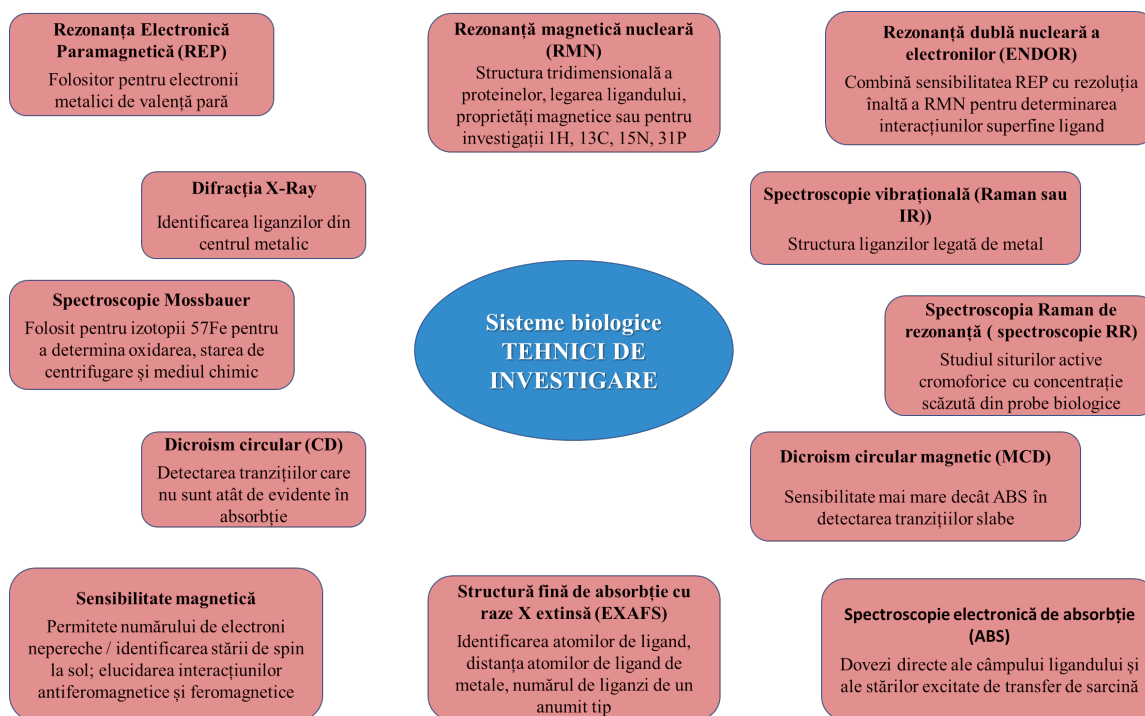 Rezonanța Electronică
Paramagnetică (REP)
Folositor pentru electronii
metalici de valență pară
Rezonanță magnetică nucleară
(RMN)
Structura tridimensională a
proteinelor, legarea ligandului,
proprietăți magnetice sau pentru
investigații 1H, 13C, 15N, 31P
Rezonanță dublă nucleară a
electronilor (ENDOR)
Combină sensibilitatea REP cu rezoluția
înaltă a RMN pentru determinarea
interacțiunilor superfine ligand
Difracția X-Ray
Identificarea liganzilor din
centrul metalic
Spectroscopie vibrațională (Raman sau
IR))
Structura liganzilor legată de metal
Spectroscopie Mossbauer
Folosit pentru izotopii 57Fe pentru
a determina oxidarea, starea de
centrifugare și mediul chimic
Sisteme biologice
TEHNICI DE
INVESTIGARE
Spectroscopia Raman de
rezonanță ( spectroscopie RR)
Studiul siturilor active
cromoforice cu concentrație
scăzută din probe biologice
Dicroism circular (CD)
Detectarea tranzițiilor care
nu sunt atât de evidente în
absorbție
Dicroism circular magnetic (MCD)
Sensibilitate mai mare decât ABS în
detectarea tranzițiilor slabe
Sensibilitate magnetică
Permitete numărului de electroni
nepereche / identificarea stării de spin
la sol; elucidarea interacțiunilor
antiferomagnetice și feromagnetice
Structură fină de absorbție cu
raze X extinsă (EXAFS)
Identificarea atomilor de ligand,
distanța atomilor de ligand de
metale, numărul de liganzi de un
anumit tip
Spectroscopie electronică de absorbție
(ABS)
Dovezi directe ale câmpului ligandului și
ale stărilor excitate de transfer de sarcină